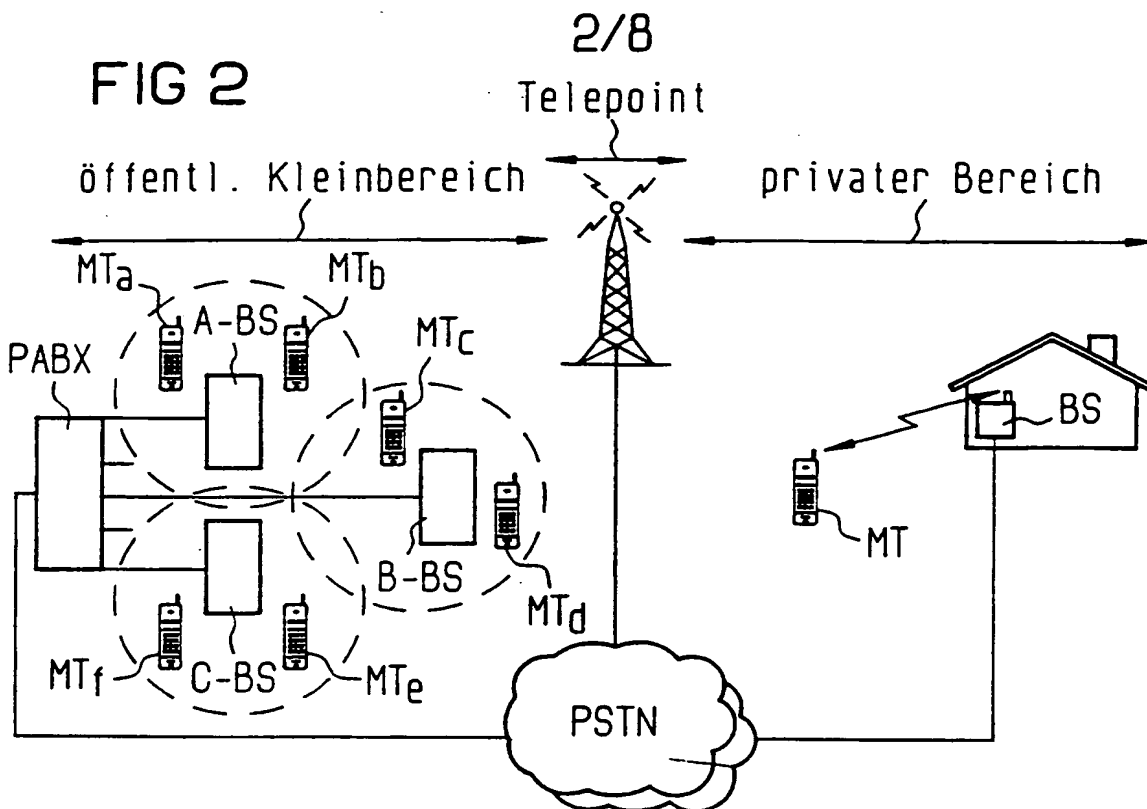 2/8
FIG 2
Telepoint
öffentl. Kleinbereich
privater Bereich
MTa
MTb
A-BS
PABX
MTc
BS
MT
B-BS
MTd
MTf
C-BS
MTe
PSTN